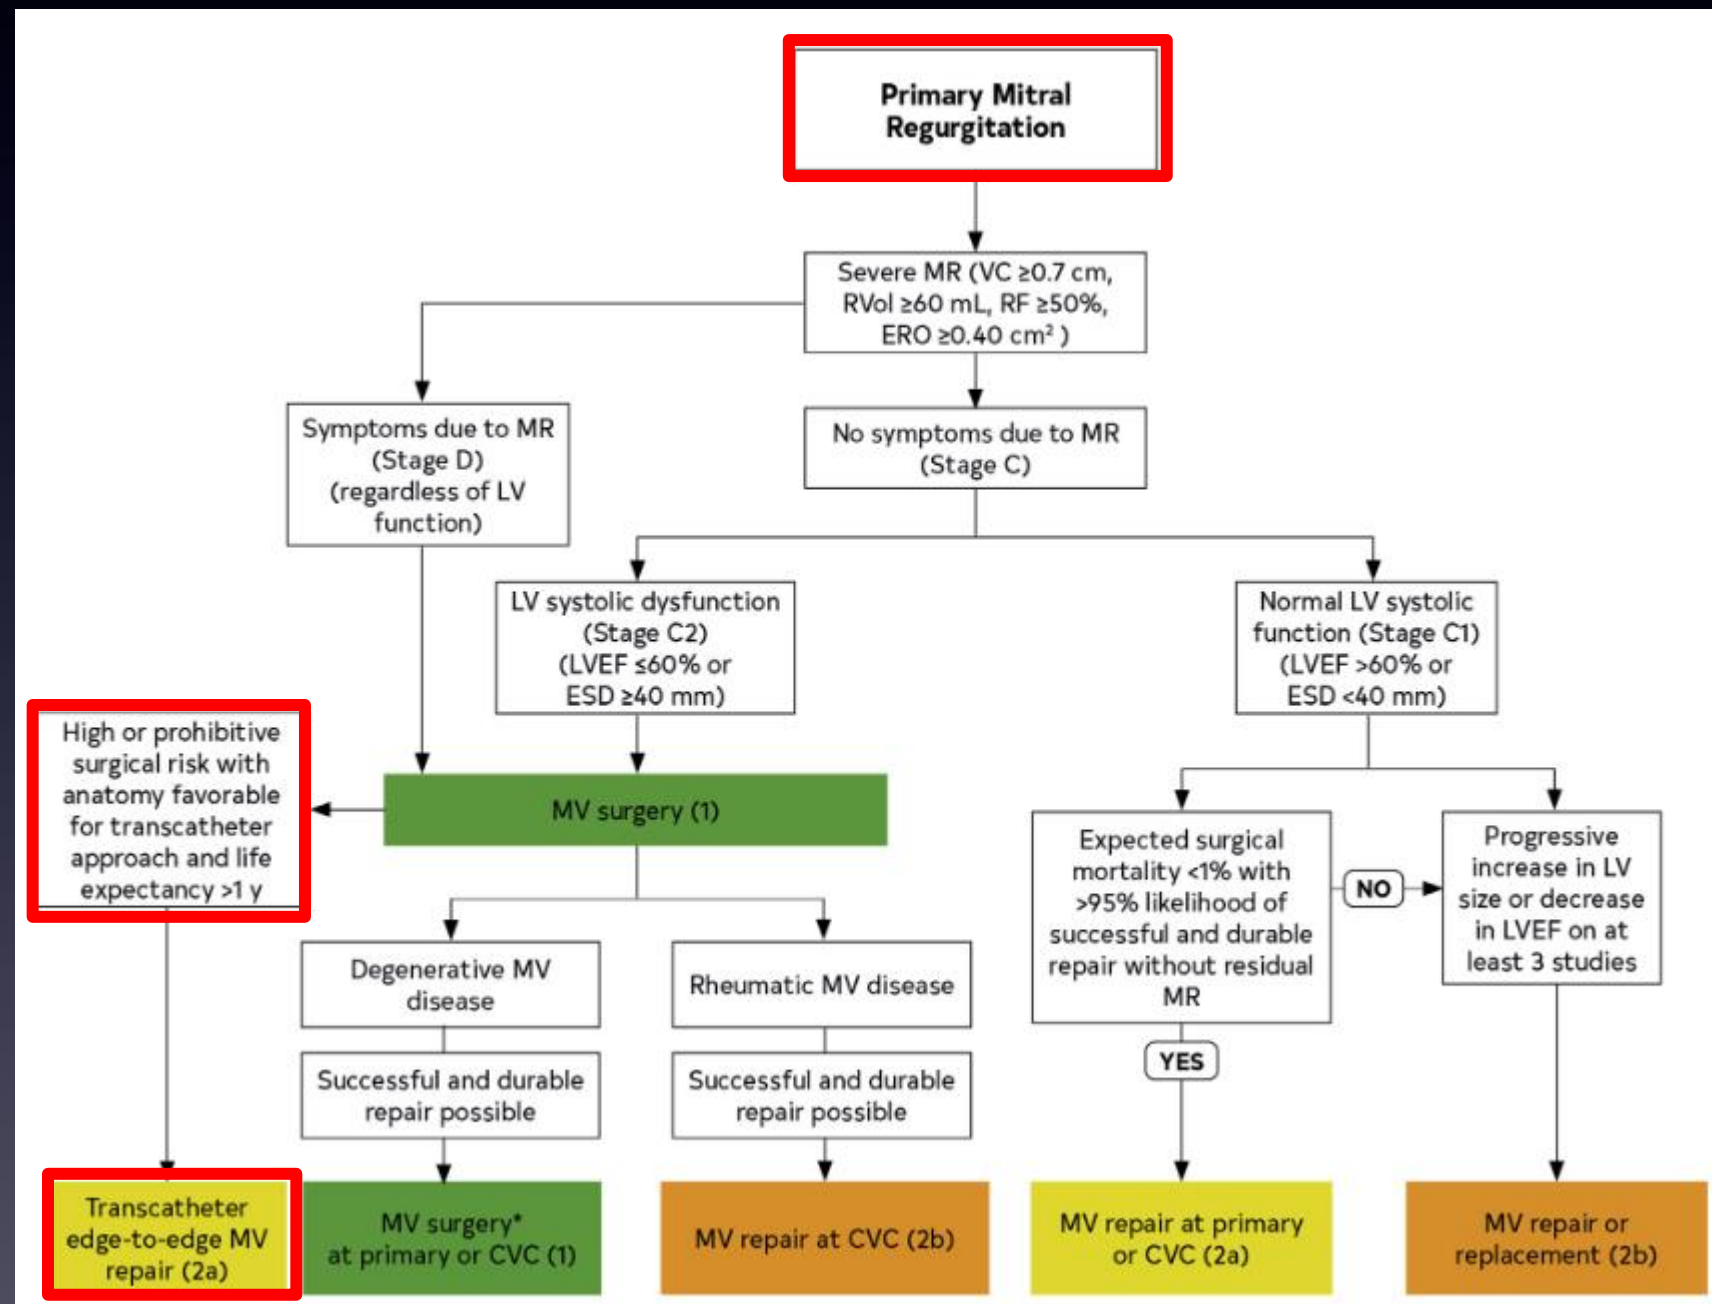 Primary Mitral
Regurgitation
Severe MR (VC ≥0.7 cm,
RVol ≥60 mL, RF ≥50%,
ERO ≥0.40 cm² )
Symptoms due to MR
(Stage D)
(regardless of LV
function)
No symptoms due to MR
(Stage C)
LV systolic dysfunction
(Stage C2)
(LVEF ≤60% or
ESD ≥40 mm)
Normal LV systolic
function (Stage C1)
(LVEF >60% or
ESD <40 mm)
High or prohibitive
surgical risk with
anatomy favorable
for transcatheter
approach and life
expectancy >1 y
MV surgery (1)
Expected surgical
mortality <1% with
>95% likelihood of
successful and durable
repair without residual
MR
NO
Progressive
increase in LV
size or decrease
in LVEF on at
least 3 studies
Degenerative MV
disease
Rheumatic MV disease
YES
Successful and durable
repair possible
Successful and durable
repair possible
Transcatheter
edge-to-edge MV
repair (2a)
MV surgery*
at primary or CVC (1)
MV repair at CVC (2b)
MV repair at primary
or CVC (2a)
MV repair or
replacement (2b)